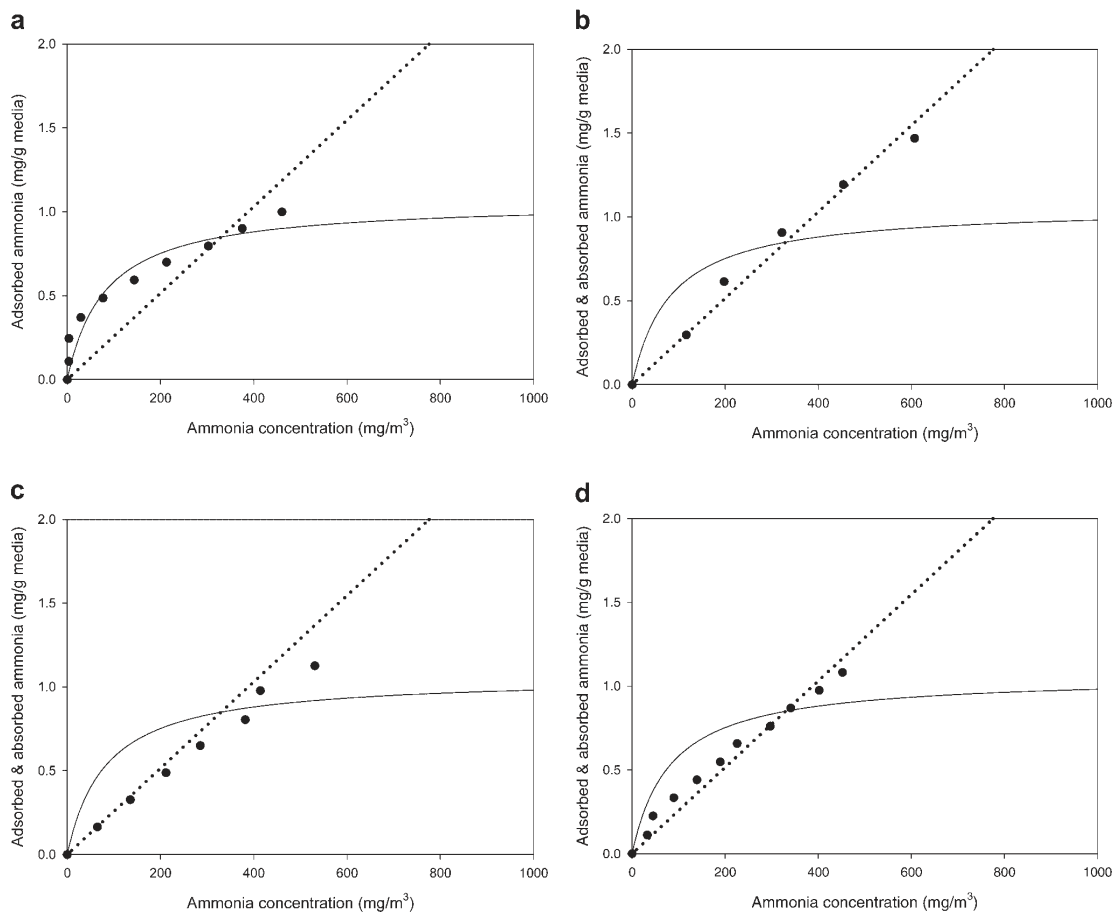 a
Adsorbed ammonia (mg/g media)
2.0
1.5
1.0
0.5
0.0
0 200 400 600 800 1000
Ammonia concentration (mg/m³)
b
Adsorbed & absorbed ammonia (mg/g media)
2.0
1.5
1.0
0.5
0.0
0 200 400 600 800 1000
Ammonia concentration (mg/m³)
c
Adsorbed & absorbed ammonia (mg/g media)
2.0
1.5
1.0
0.5
0.0
0 200 400 600 800 1000
Ammonia concentration (mg/m³)
d
Adsorbed & absorbed ammonia (mg/g media)
2.0
1.5
1.0
0.5
0.0
0 200 400 600 800 1000
Ammonia concentration (mg/m³)